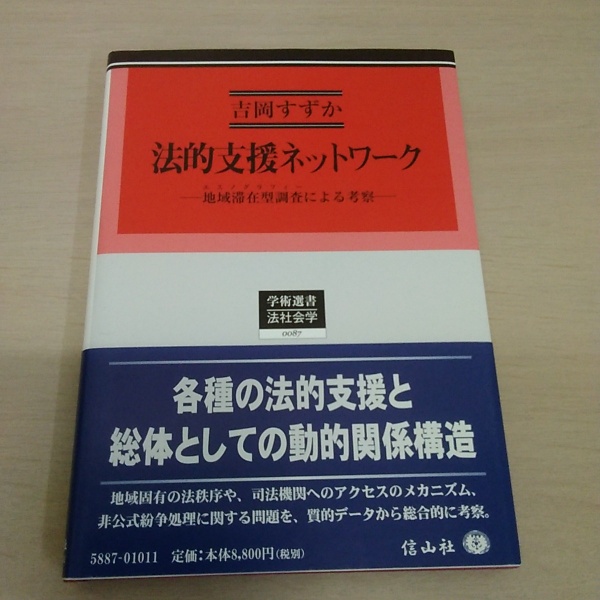 吉岡すずか
法的支援ネットワーク
エスノグラフィー
―地域滞在型調査による考察―
学術選書
法社会学
0087
各種の法的支援と
総体としての動的関係構造
地域固有の法秩序や、司法機関へのアクセスのメカニズム、
非公式紛争処理に関する問題を、質的データから総合的に考察。
5887-01011 定価：本体8,800円（税別） 信山社